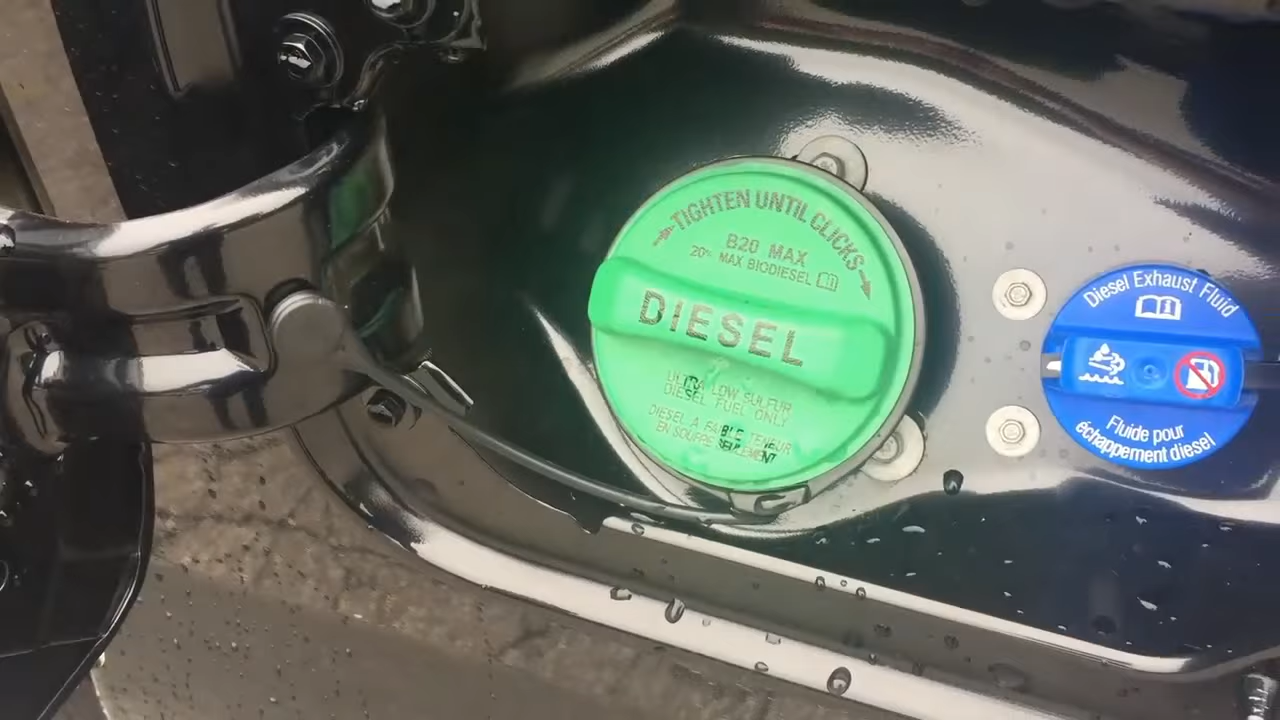 TIGHTEN UNTIL CLICKS
B20 MAX
20% MAX BIODIESEL
DIESEL
ULTRA LOW SULFUR
DIESEL FUEL ONLY
DIESEL À FAIBLE TENEUR
EN SOUFRE SEULEMENT
Diesel Exhaust Fluid
Fluide pour
échappement diesel